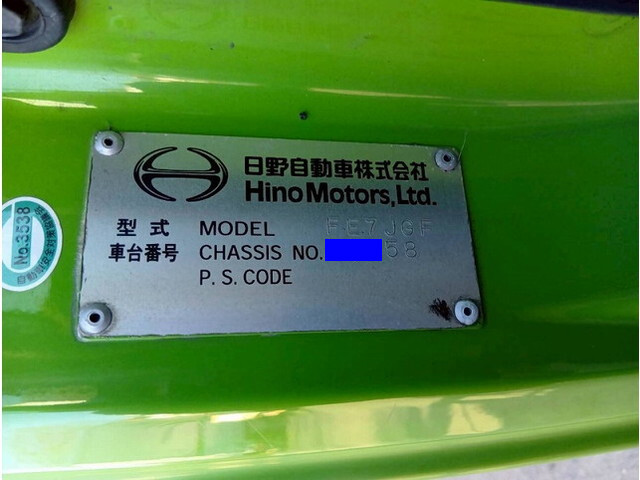 日野自動車株式会社
Hino Motors, Ltd.
型式 MODEL FE7JGF
車台番号 CHASSIS NO. 58
P.S. CODE
No.3538